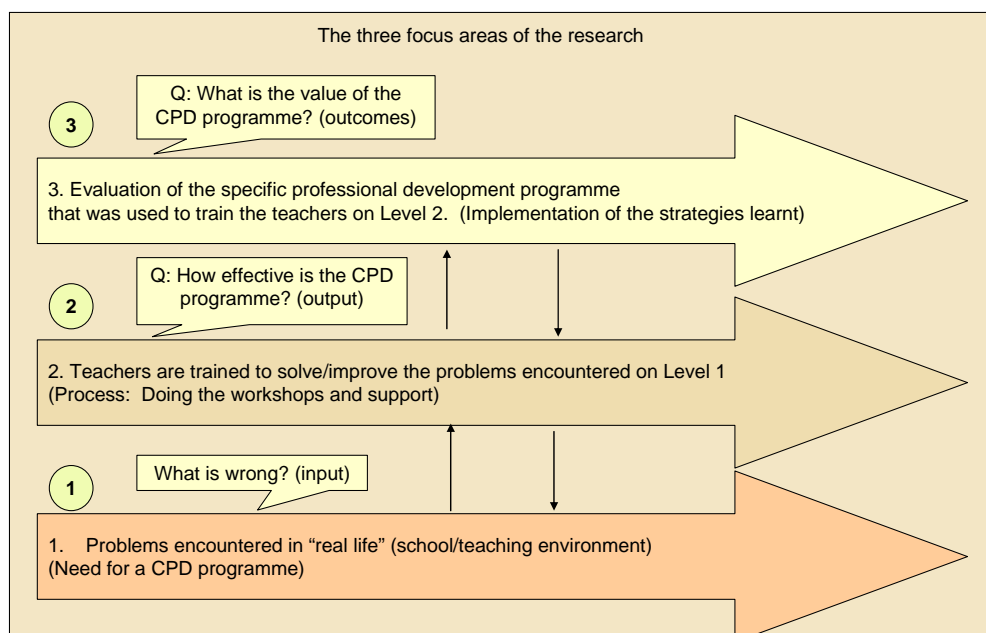 The three focus areas of the research
Q: What is the value of the
CPD programme? (outcomes)
3
3. Evaluation of the specific professional development programme
that was used to train the teachers on Level 2.  (Implementation of the strategies learnt)
Q: How effective is the CPD
programme? (output)
2
2. Teachers are trained to solve/improve the problems encountered on Level 1
(Process:  Doing the workshops and support)
What is wrong? (input)
1
1.    Problems encountered in “real life” (school/teaching environment)
(Need for a CPD programme)